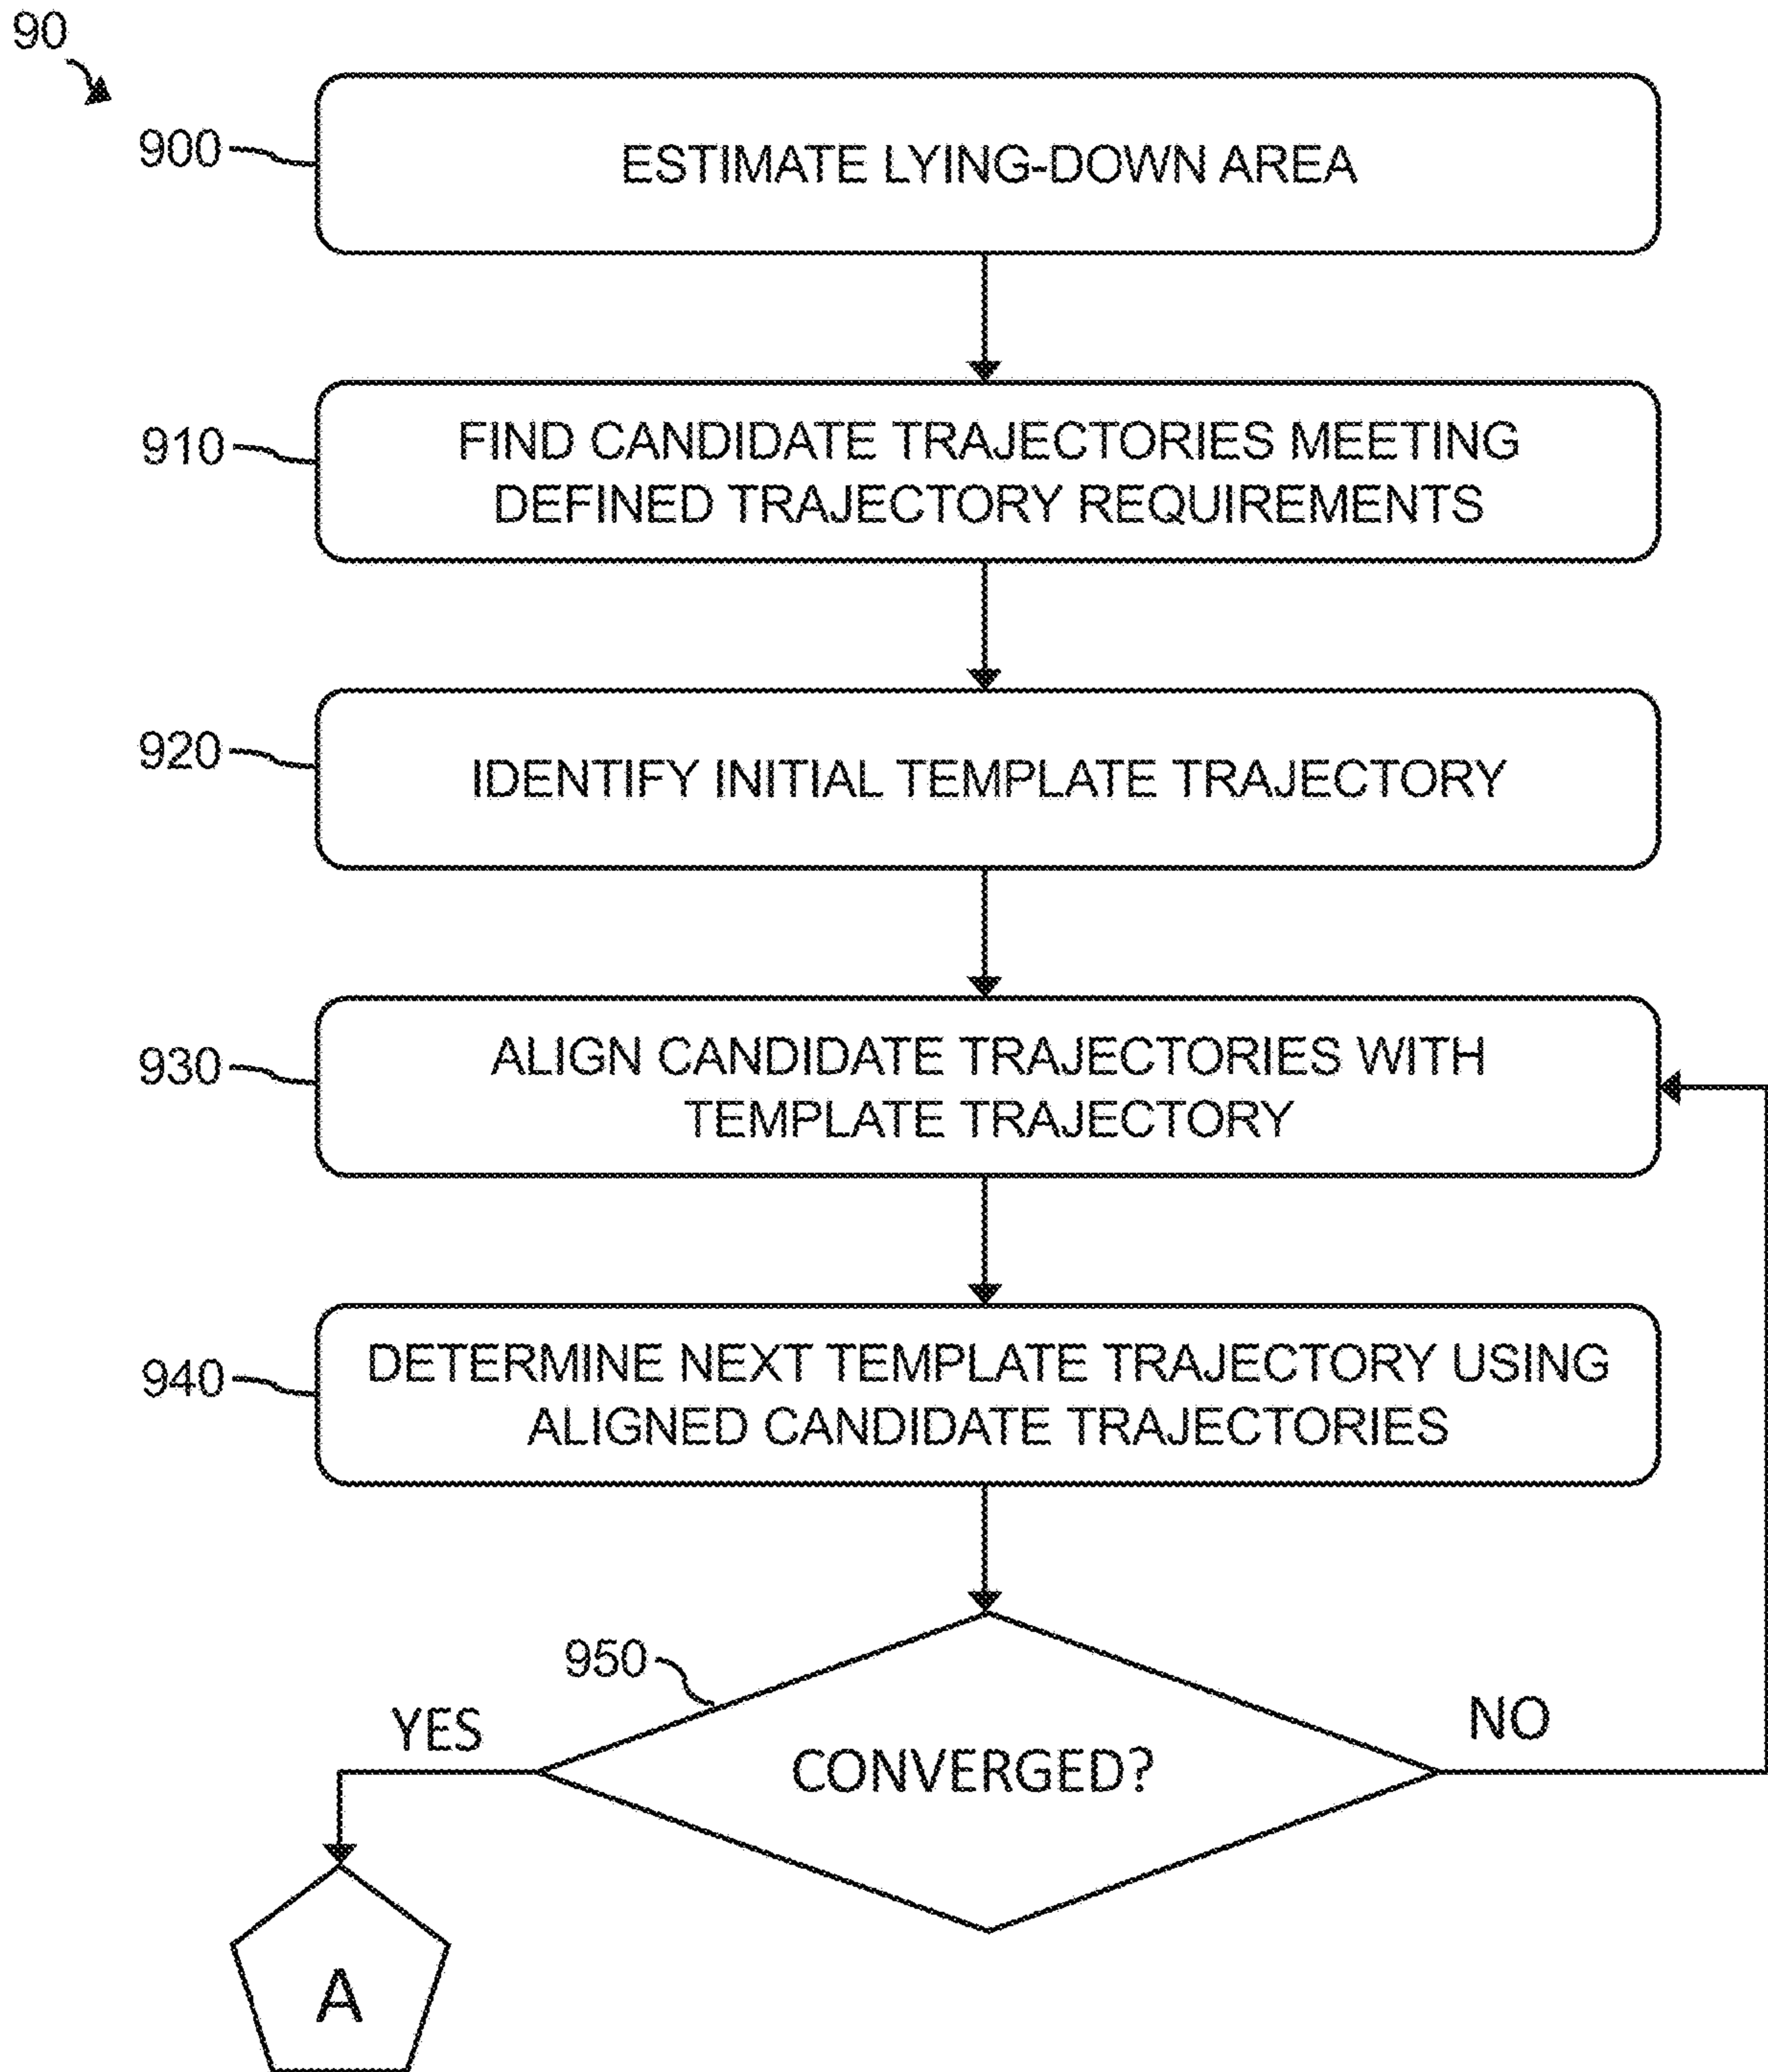 90
900
ESTIMATE LYING-DOWN AREA
910
FIND CANDIDATE TRAJECTORIES MEETING
DEFINED TRAJECTORY REQUIREMENTS
920
IDENTIFY INITIAL TEMPLATE TRAJECTORY
930
ALIGN CANDIDATE TRAJECTORIES WITH
TEMPLATE TRAJECTORY
940
DETERMINE NEXT TEMPLATE TRAJECTORY USING
ALIGNED CANDIDATE TRAJECTORIES
950
YES
NO
CONVERGED?
A